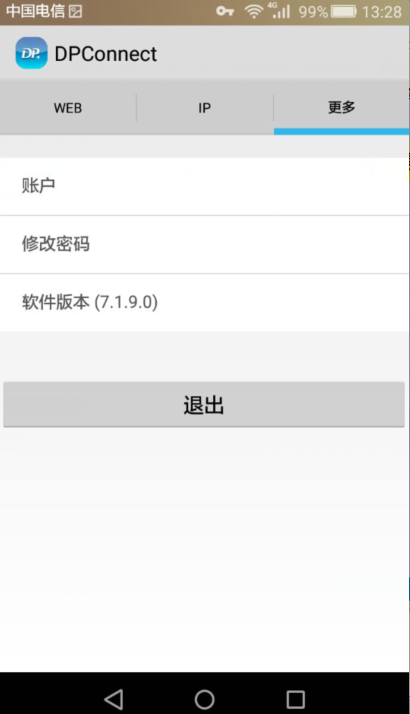 中国电信 4G 99% 13:28
DP. DPConnect
WEB IP 更多
账户
修改密码
软件版本 (7.1.9.0)
退出